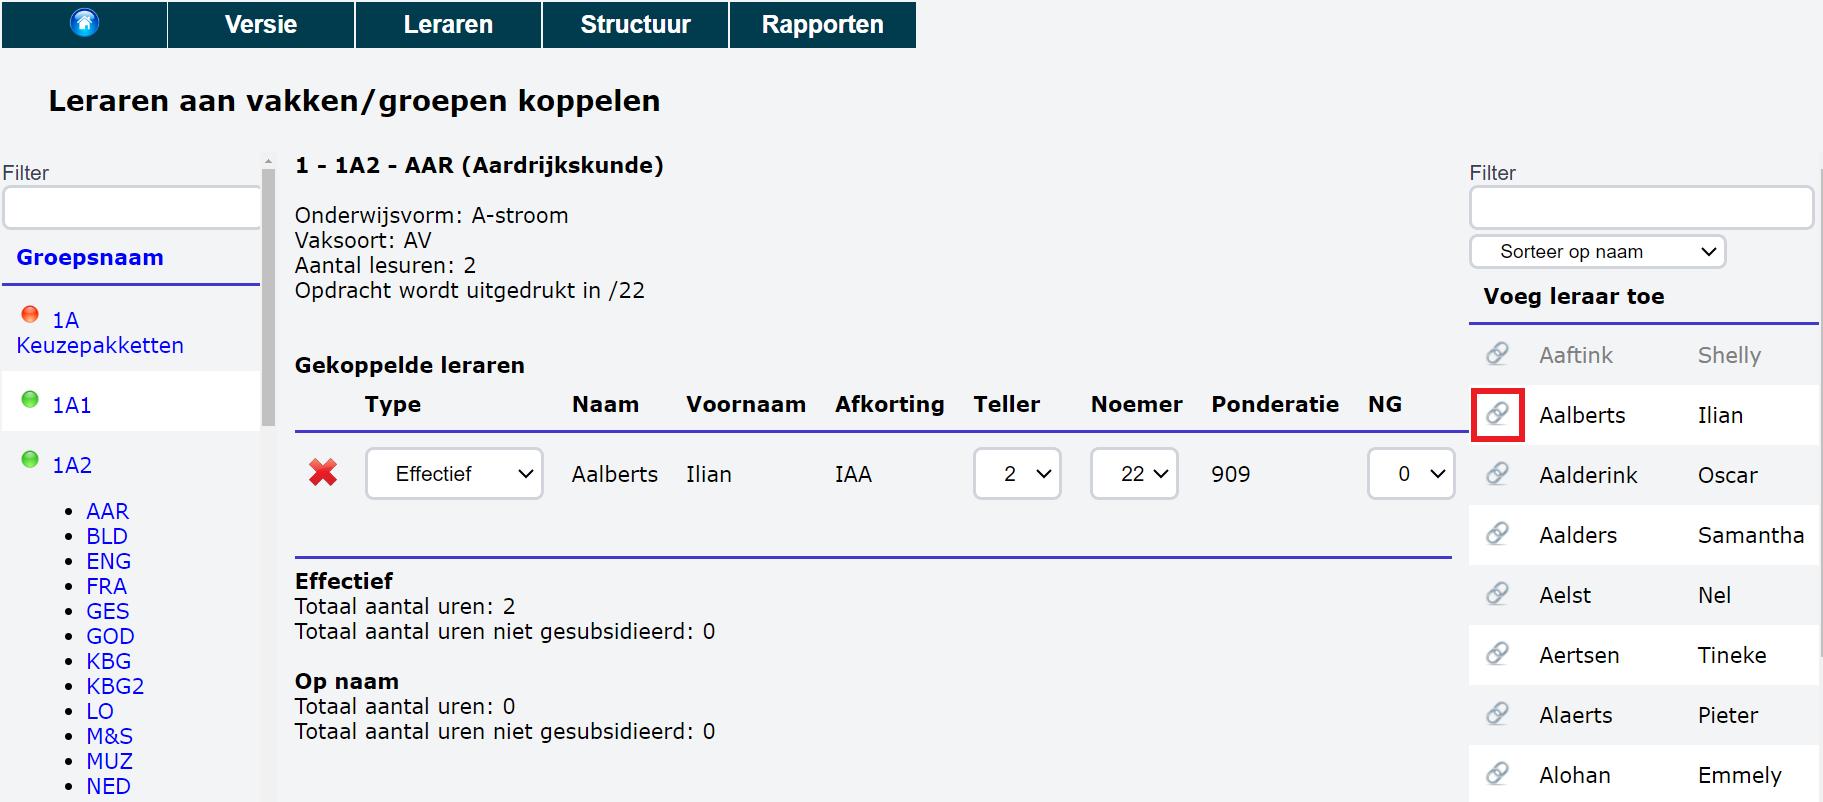 Versie Leraren Structuur Rapporten
Leraren aan vakken/groepen koppelen
Filter
Groepsnaam
1A
Keuzepakketten
1A1
1A2
AAR
BLD
ENG
FRA
GES
GOD
KBG
KBG2
LO
M&S
MUZ
NED
1 - 1A2 - AAR (Aardrijkskunde)
Onderwijsvorm: A-stroom
Vaksoort: AV
Aantal lesuren: 2
Opdracht wordt uitgedrukt in /22
Gekoppelde leraren
Type Naam Voornaam Afkorting Teller Noemer Ponderatie NG
Effectief Aalberts Ilian IAA 2 22 909 0
Effectief
Totaal aantal uren: 2
Totaal aantal uren niet gesubsidieerd: 0
Op naam
Totaal aantal uren: 0
Totaal aantal uren niet gesubsidieerd: 0
Filter
Sorteer op naam
Voeg leraar toe
Aaftink Shelly
Aalberts Ilian
Aalderink Oscar
Aalders Samantha
Aelst Nel
Aertsen Tineke
Alaerts Pieter
Alohan Emmely